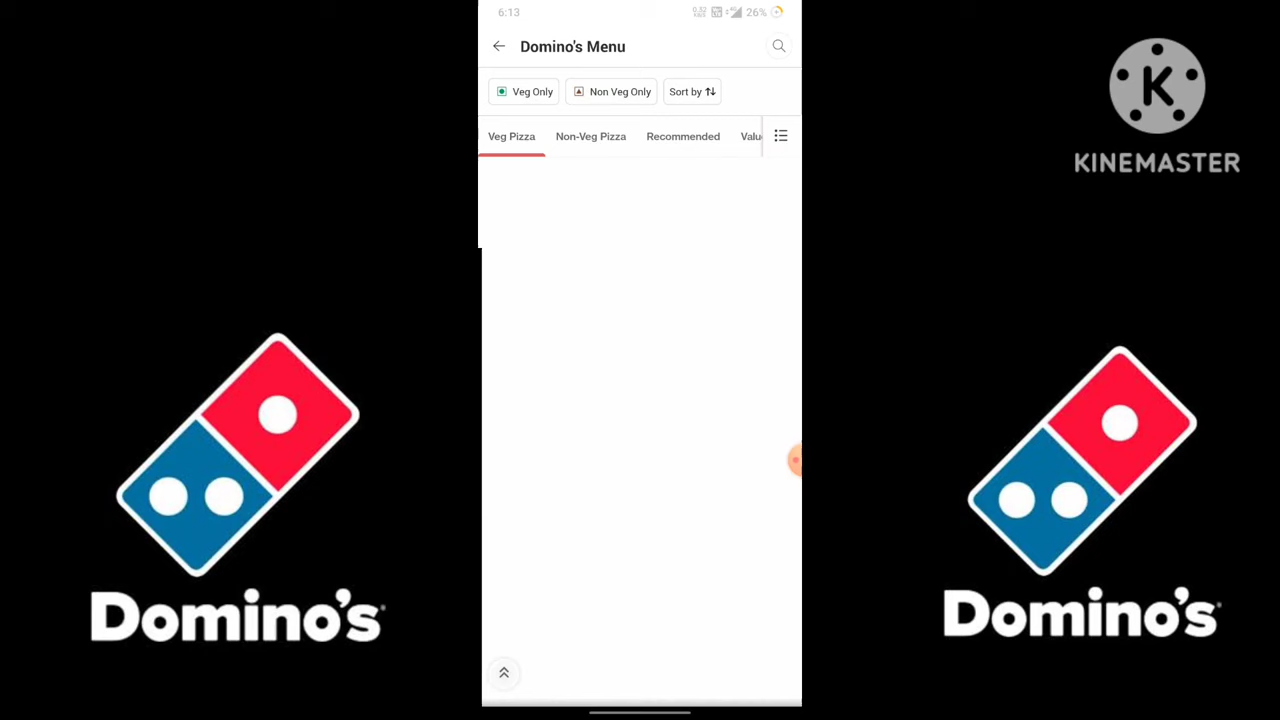 6:13
26%
Domino's Menu
Veg Only
Non Veg Only
Sort by
Veg Pizza
Non-Veg Pizza
Recommended
Valu
K
KINEMASTER
Domino's
Domino's